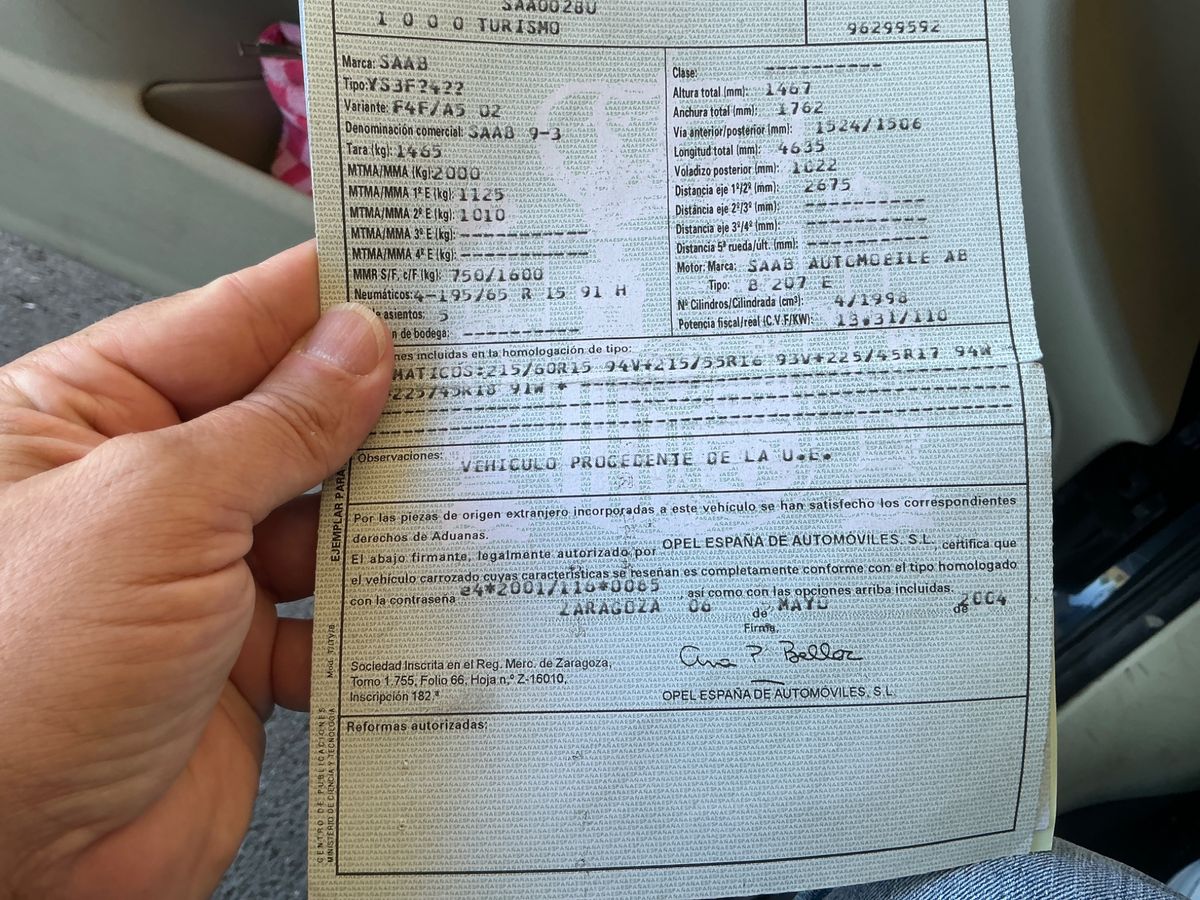 SAA0028U
1 0 0 0 TURISMO
96299592
Marca: SAAB
Tipo: YS3F?422
Variante: F4F/A5 02
Denominación comercial: SAAB 9-3
Tara (kg): 1465
MTMA/MMA (Kg): 2000
MTMA/MMA 1º E (kg): 1125
MTMA/MMA 2º E (kg): 1010
MTMA/MMA 3º E (kg): -----------
MTMA/MMA 4º E (kg): -----------
MMR S/F. c/F (kg): 750/1600
Neumáticos: 4-195/65 R 15 91 H
de asientos: 5
n de bodega: ----------
Clase: ----------
Altura total (mm): 1467
Anchura total (mm): 1762
Via anterior/posterior (mm): 1524/1506
Longitud total (mm): 4635
Voladizo posterior (mm): 1022
Distancia eje 1º/2º (mm): 2675
Distancia eje 2º/3º (mm): -----------
Distancia eje 3º/4º (mm): -----------
Distancia 5ª rueda/últ. (mm): -----------
Motor: Marca: SAAB AUTOMOBILE AB
Tipo: B 207 E
Nº Cilindros/Cilindrada (cm³): 4/1998
Potencia fiscal/real (C.V.F/KW): 13.31/110
nes incluidas en la homologación de tipo:
MATICOS:215/60R15 94V+215/55R16 93V+225/45R17 94W
225/45R18 91W *
Observaciones: VEHICULO PROCEDENTE DE LA U.E.
Por las piezas de origen extranjero incorporadas a este vehículo se han satisfecho los correspondientes
derechos de Aduanas.
El abajo firmante, legalmente autorizado por OPEL ESPAÑA DE AUTOMÓVILES, S.L., certifica que
el vehículo carrozado cuyas características se reseñan es completamente conforme con el tipo homologado
con la contraseña e4*2001/116*0065, así como con las opciones arriba incluidas.
ZARAGOZA 06 de MAYO de 2004
Firma,
Ana P. Belloc
OPEL ESPAÑA DE AUTOMÓVILES, S.L.
Sociedad Inscrita en el Reg. Merc. de Zaragoza,
Tomo 1.755, Folio 66, Hoja n.º Z-16010,
Inscripción 182.ª
Reformas autorizadas:
EJEMPLAR PARA
CENTRO DE PUBLICACIONES
MINISTERIO DE CIENCIA Y TECNOLOGIA